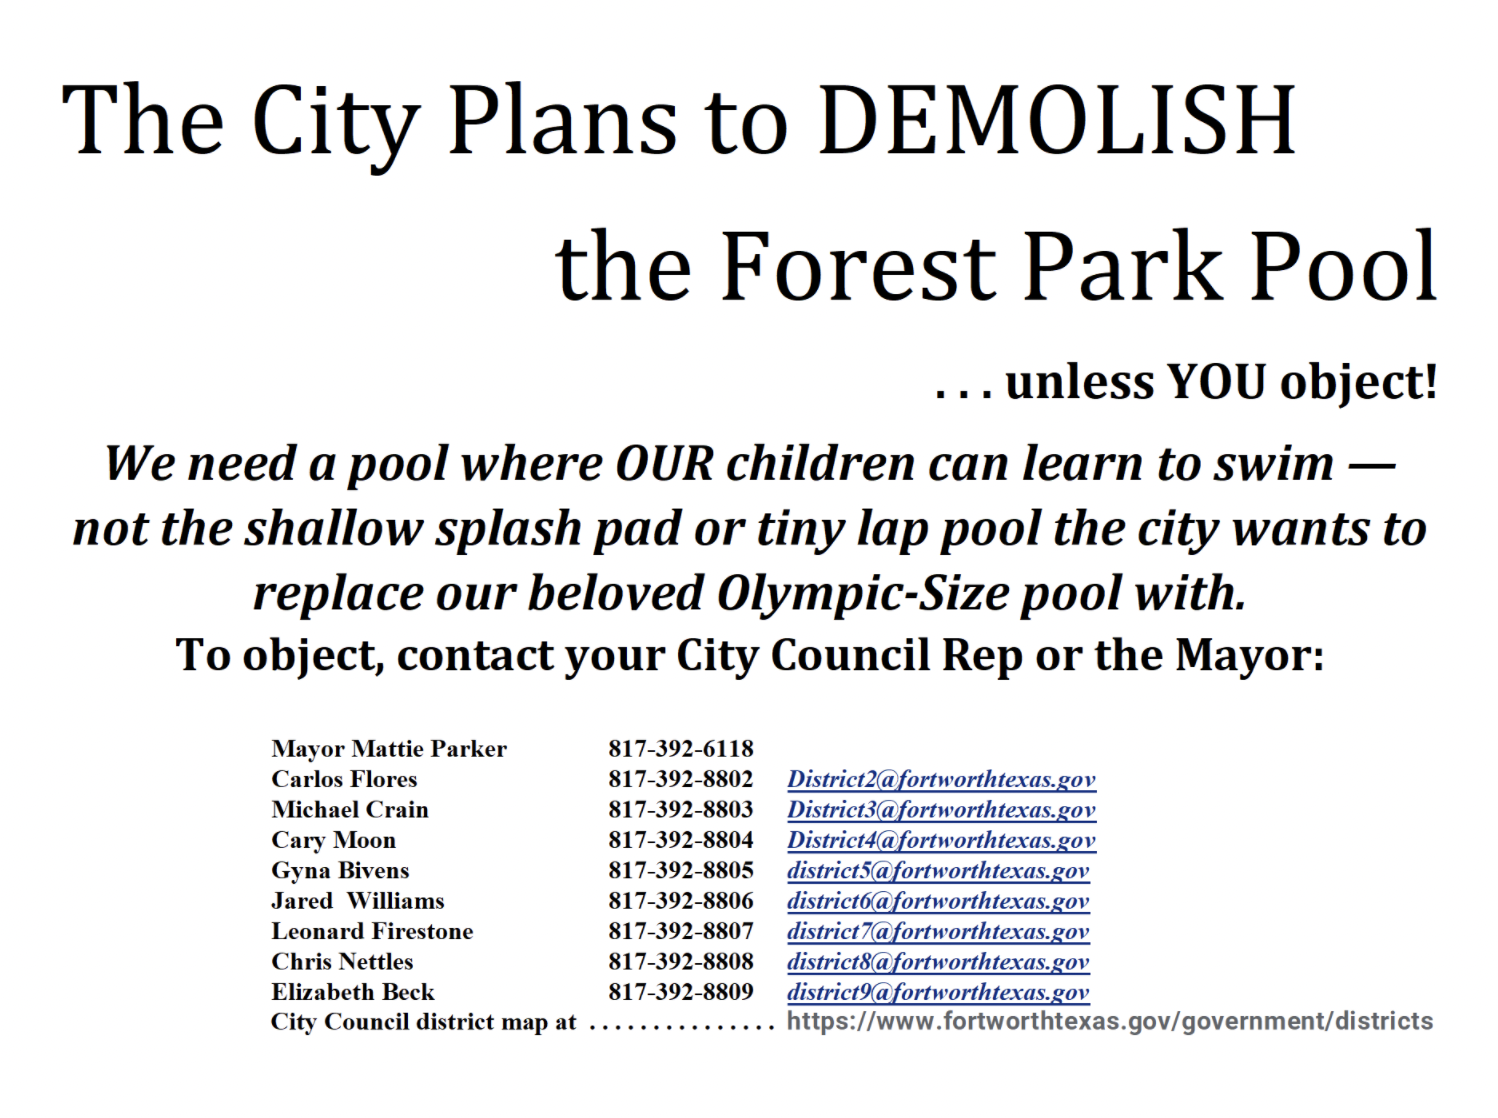 The City Plans to DEMOLISH
the Forest Park Pool
. . . unless YOU object!
We need a pool where OUR children can learn to swim —
not the shallow splash pad or tiny lap pool the city wants to
replace our beloved Olympic-Size pool with.
To object, contact your City Council Rep or the Mayor:
Mayor Mattie Parker 817-392-6118
Carlos Flores 817-392-8802 District2@fortworthtexas.gov
Michael Crain 817-392-8803 District3@fortworthtexas.gov
Cary Moon 817-392-8804 District4@fortworthtexas.gov
Gyna Bivens 817-392-8805 district5@fortworthtexas.gov
Jared Williams 817-392-8806 district6@fortworthtexas.gov
Leonard Firestone 817-392-8807 district7@fortworthtexas.gov
Chris Nettles 817-392-8808 district8@fortworthtexas.gov
Elizabeth Beck 817-392-8809 district9@fortworthtexas.gov
City Council district map at . . . . . . . . . . . . . . . https://www.fortworthtexas.gov/government/districts